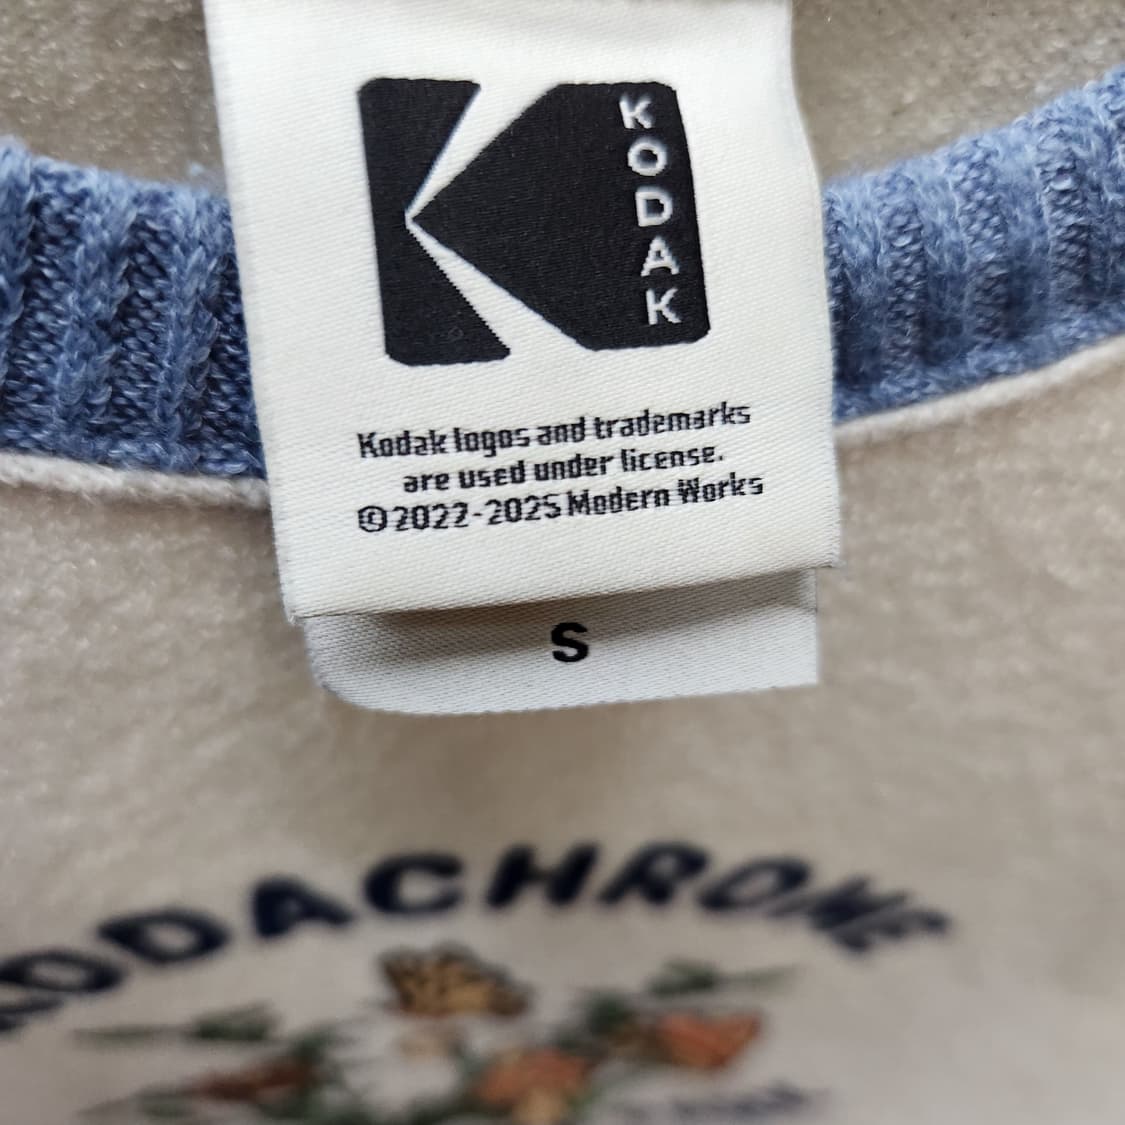 KODAK
Kodak logos and trademarks
are used under license.
©2022-2025 Modern Works
S
KODACHROME